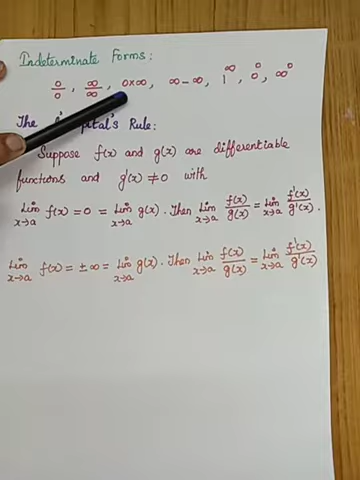 Indeterminate Forms:
0/0, ∞/∞, 0×∞, ∞-∞, 1^∞, 0^0, ∞^0
The pital's Rule:
Suppose f(x) and g(x) are differentiable
functions and g'(x) ≠ 0 with
lim x→a f(x) = 0 = lim x→a g(x). Then lim x→a f(x)/g(x) = lim x→a f'(x)/g'(x).
lim x→a f(x) = ±∞ = lim x→a g(x). Then lim x→a f(x)/g(x) = lim x→a f'(x)/g'(x)